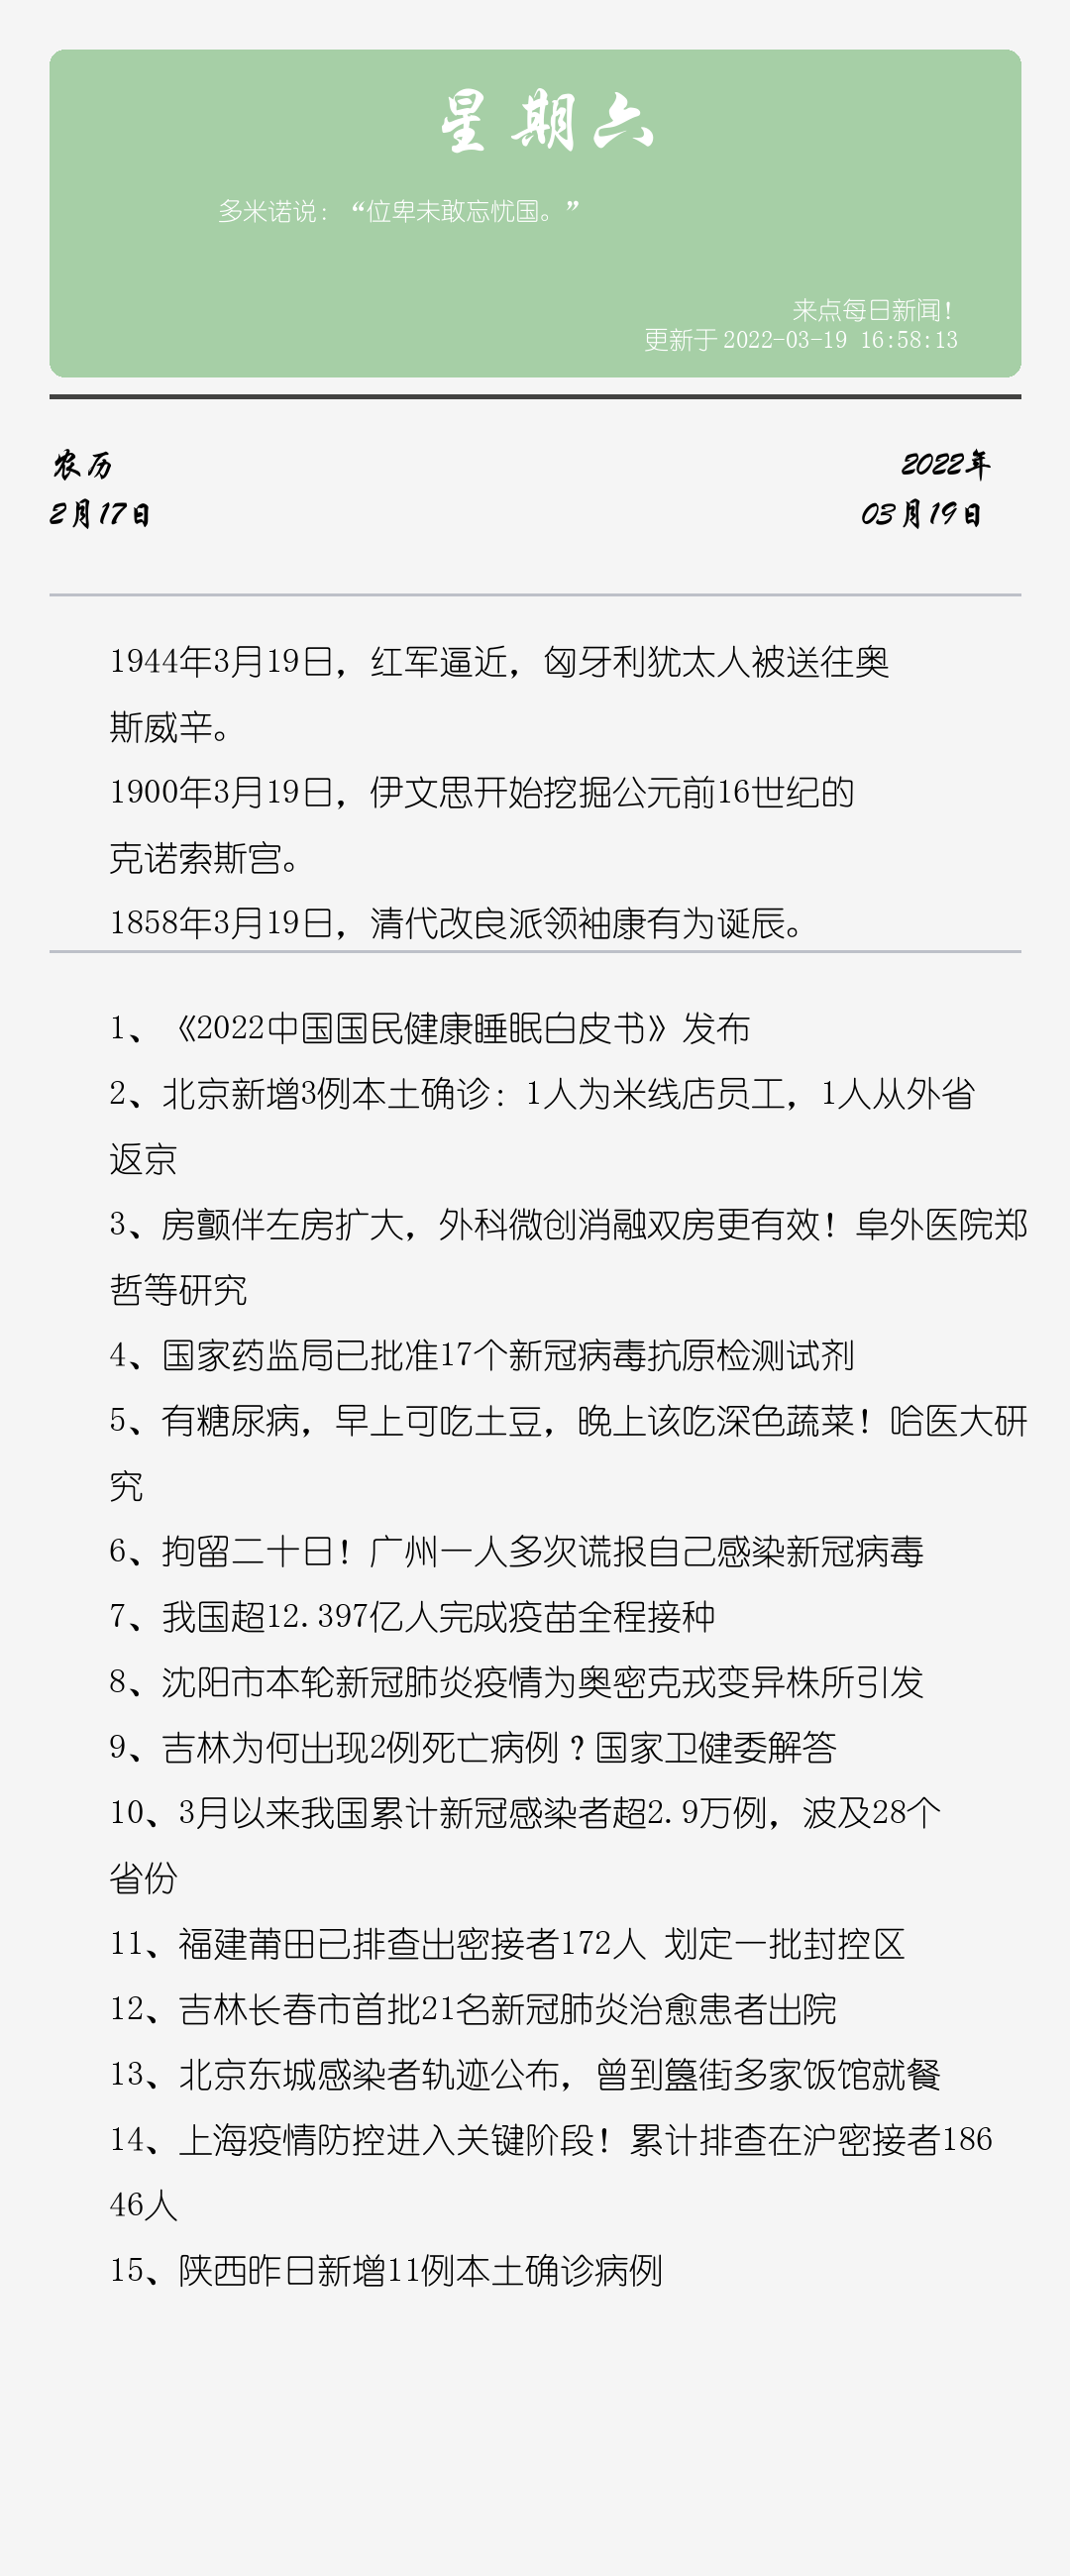 星期六
多米诺说：“位卑未敢忘忧国。”
来点每日新闻！
更新于 2022-03-19 16:58:13
农历
2月17日
2022年
03月19日
1944年3月19日，红军逼近，匈牙利犹太人被送往奥
斯威辛。
1900年3月19日，伊文思开始挖掘公元前16世纪的
克诺索斯宫。
1858年3月19日，清代改良派领袖康有为诞辰。
1、《2022中国国民健康睡眠白皮书》发布
2、北京新增3例本土确诊：1人为米线店员工，1人从外省
返京
3、房颤伴左房扩大，外科微创消融双房更有效！阜外医院郑
哲等研究
4、国家药监局已批准17个新冠病毒抗原检测试剂
5、有糖尿病，早上可吃土豆，晚上该吃深色蔬菜！哈医大研
究
6、拘留二十日！广州一人多次谎报自己感染新冠病毒
7、我国超12.397亿人完成疫苗全程接种
8、沈阳市本轮新冠肺炎疫情为奥密克戎变异株所引发
9、吉林为何出现2例死亡病例？国家卫健委解答
10、3月以来我国累计新冠感染者超2.9万例，波及28个
省份
11、福建莆田已排查出密接者172人 划定一批封控区
12、吉林长春市首批21名新冠肺炎治愈患者出院
13、北京东城感染者轨迹公布，曾到簋街多家饭馆就餐
14、上海疫情防控进入关键阶段！累计排查在沪密接者186
46人
15、陕西昨日新增11例本土确诊病例